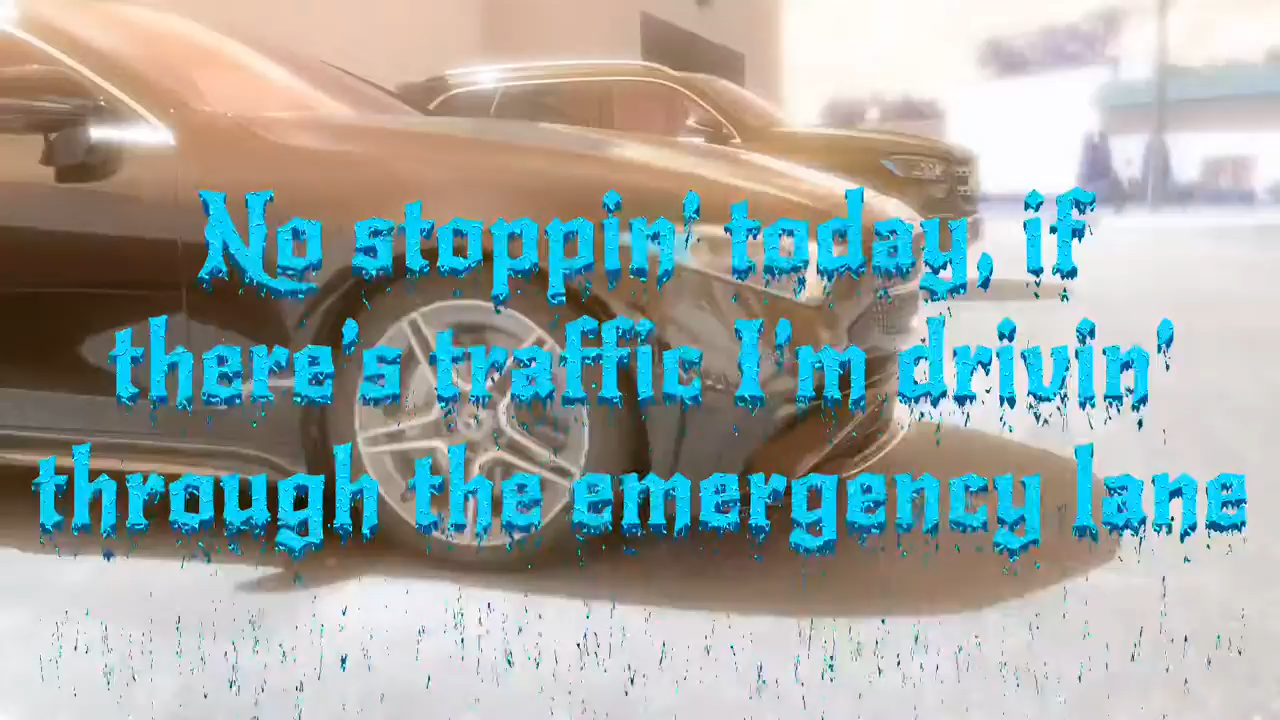 No stoppin' today, if
there's traffic I'm drivin'
through the emergency lane